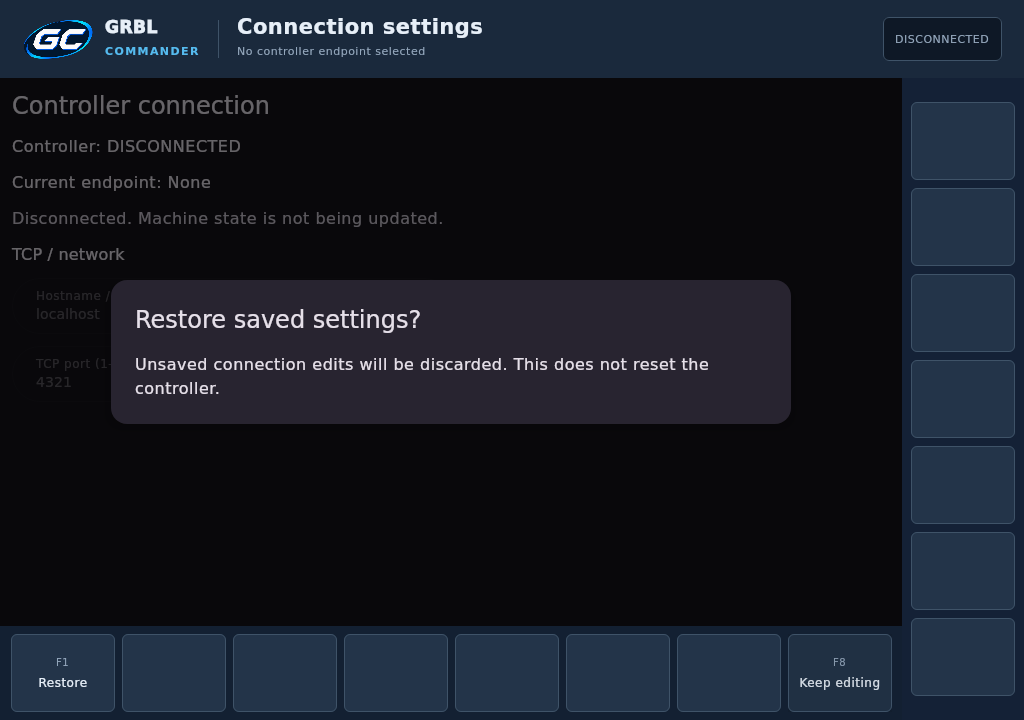 GC
GRBL
COMMANDER
Connection settings
No controller endpoint selected
DISCONNECTED
Controller connection
Controller: DISCONNECTED
Current endpoint: None
Disconnected. Machine state is not being updated.
TCP / network
Hostname /
localhost
TCP port (1-
4321
Restore saved settings?
Unsaved connection edits will be discarded. This does not reset the
controller.
F1
Restore
F8
Keep editing